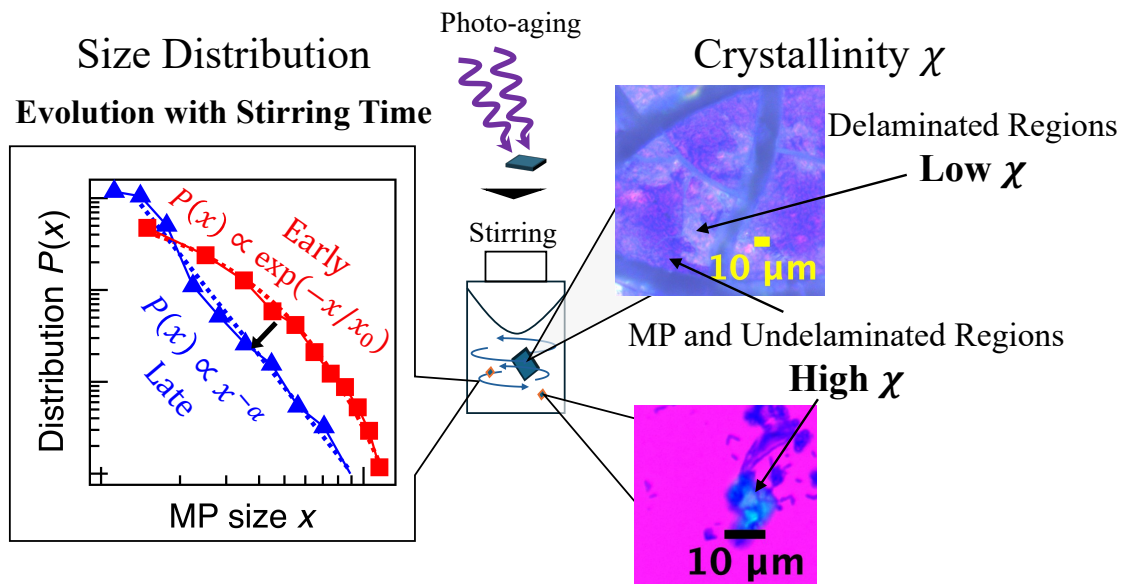 Size Distribution
Evolution with Stirring Time
Distribution P(x)
P(x) ∝ exp(−x/x₀)
Early
P(x) ∝ x^{−α}
Late
MP size x
Photo-aging
Stirring
Crystallinity χ
Delaminated Regions
Low χ
10 μm
MP and Undelaminated Regions
High χ
10 μm